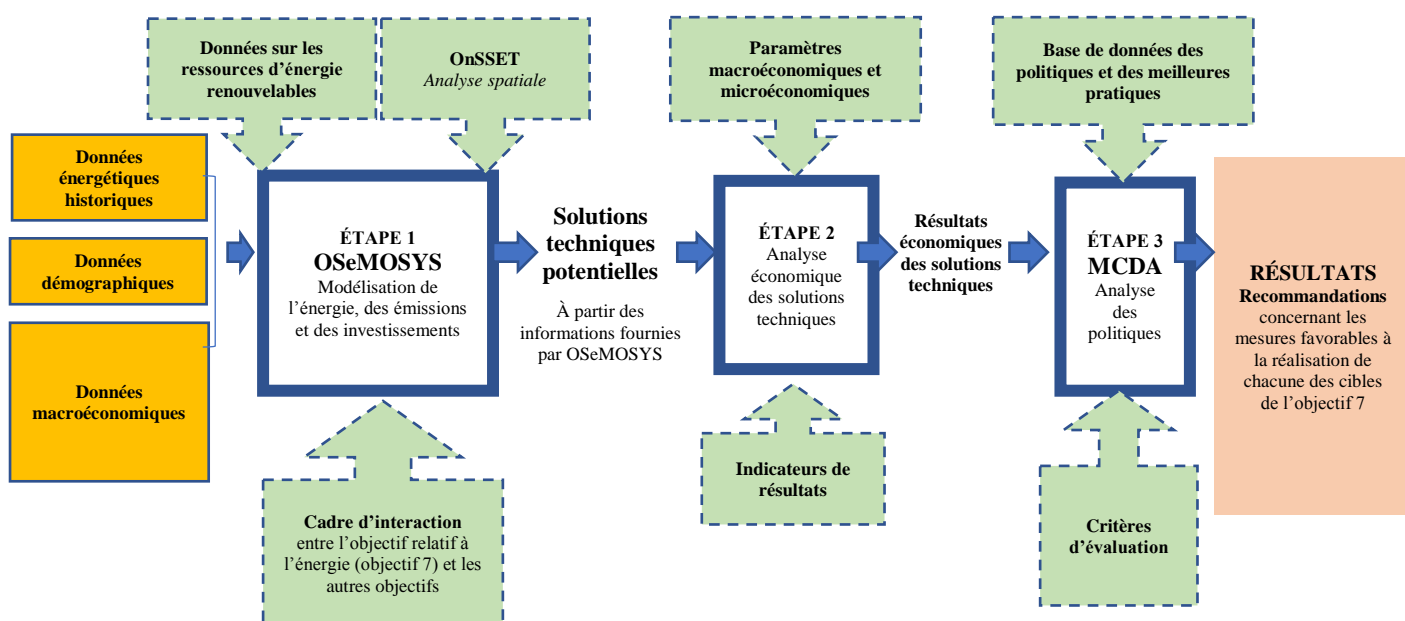 Données sur les
ressources d'énergie
renouvelables
OnSSET
Analyse spatiale
Paramètres
macroéconomiques et
microéconomiques
Base de données des
politiques et des meilleures
pratiques
Données
énergétiques
historiques
Données
démographiques
Données
macroéconomiques
ÉTAPE 1
OSeMOSYS
Modélisation de
l'énergie, des émissions
et des investissements
Solutions
techniques
potentielles
À partir des
informations fournies
par OSeMOSYS
ÉTAPE 2
Analyse
économique
des solutions
techniques
Résultats
économiques
des solutions
techniques
ÉTAPE 3
MCDA
Analyse
des
politiques
RÉSULTATS
Recommandations
concernant les
mesures favorables à
la réalisation de
chacune des cibles
de l'objectif 7
Cadre d'interaction
entre l'objectif relatif à
l'énergie (objectif 7) et les
autres objectifs
Indicateurs de
résultats
Critères
d'évaluation